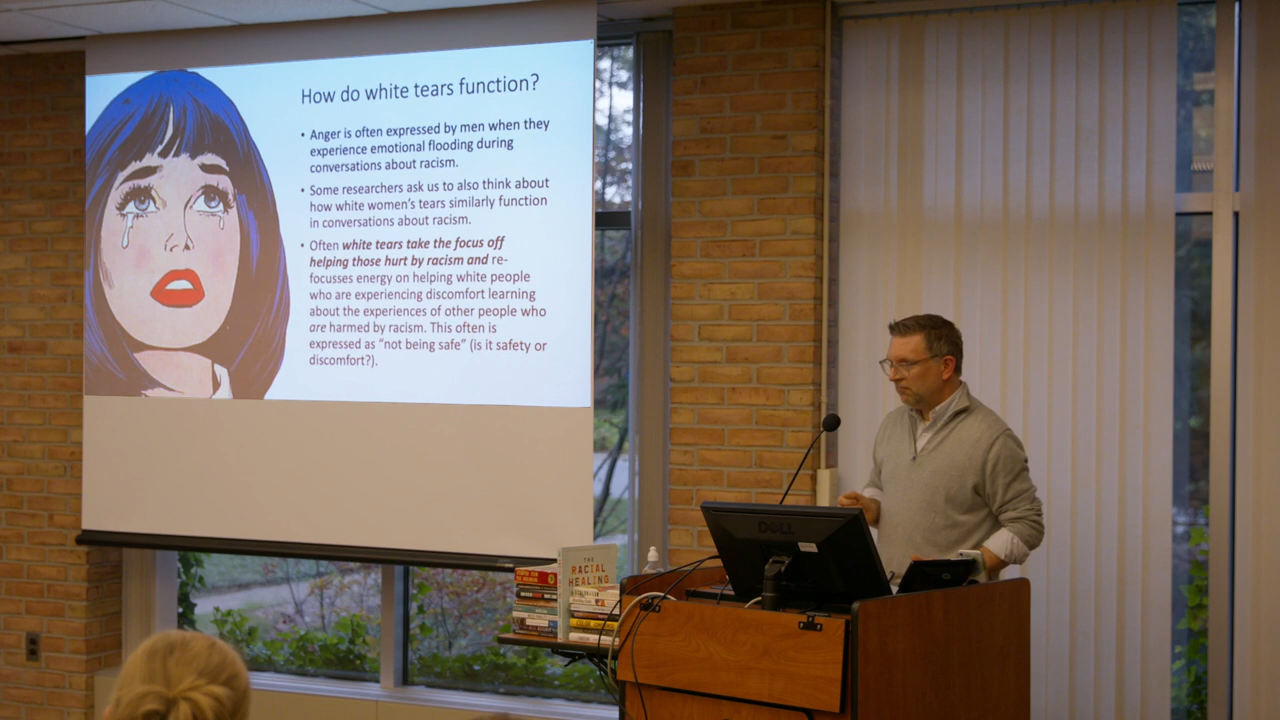 How do white tears function?
• Anger is often expressed by men when they
experience emotional flooding during
conversations about racism.
• Some researchers ask us to also think about
how white women's tears similarly function
in conversations about racism.
• Often white tears take the focus off
helping those hurt by racism and re-
focusses energy on helping white people
who are experiencing discomfort learning
about the experiences of other people who
are harmed by racism. This often is
expressed as “not being safe” (is it safety or
discomfort?).
DELL
THE
RACIAL
HEALING